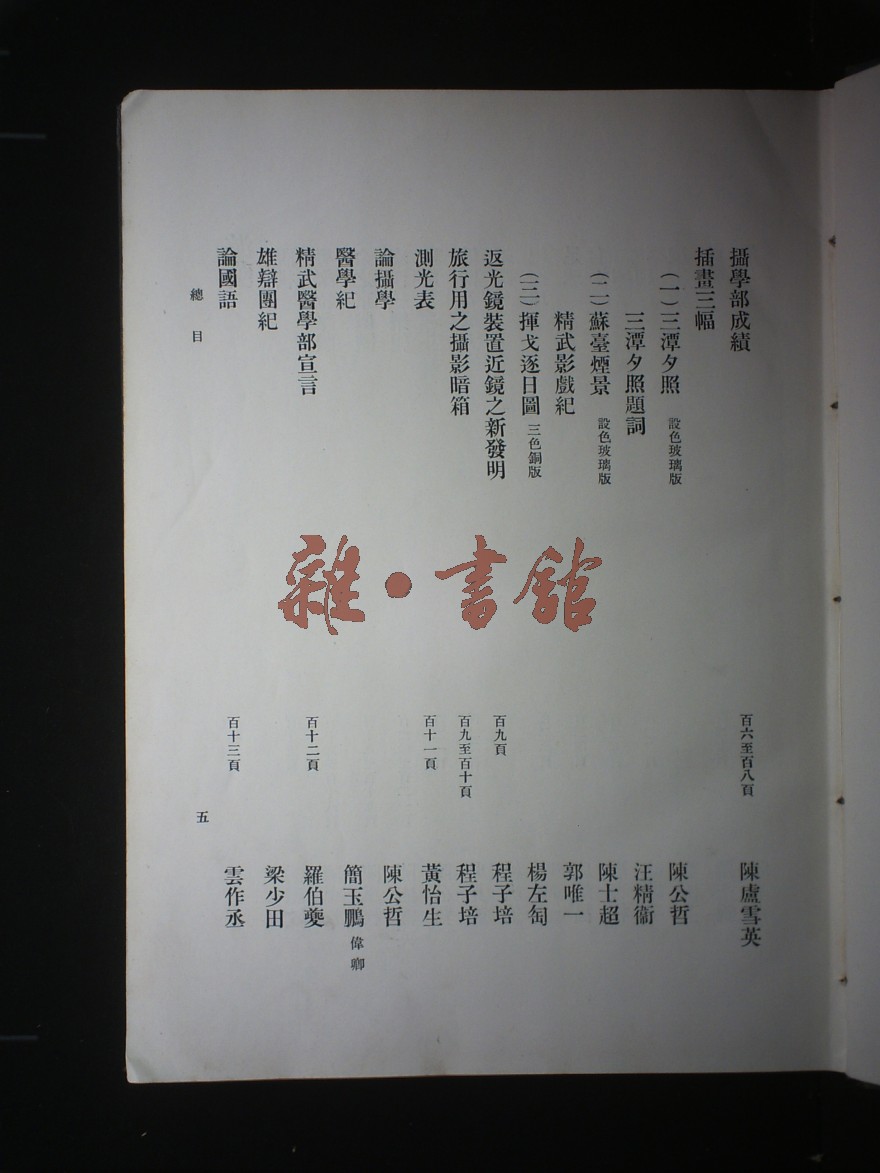 攝學部成績 百六至百八頁 陳盧雪英
插畫三幅
(一)三潭夕照 設色玻璃版 陳公哲
三潭夕照題詞 汪精衞
(二)蘇臺煙景 設色玻璃版 陳士超
精武影戲紀 郭唯一
(三)揮戈逐日圖 三色銅版 楊左匋
返光鏡裝置近鏡之新發明 百九頁 程子培
旅行用之攝影暗箱 百九至百十頁 程子培
測光表 百十一頁 黃怡生
論攝學 陳公哲
醫學紀 簡玉鵬 偉卿
精武醫學部宣言 百十二頁 羅伯夔
雄辯團紀 梁少田
論國語 百十三頁 雲作丞
總目 五
雜·書館